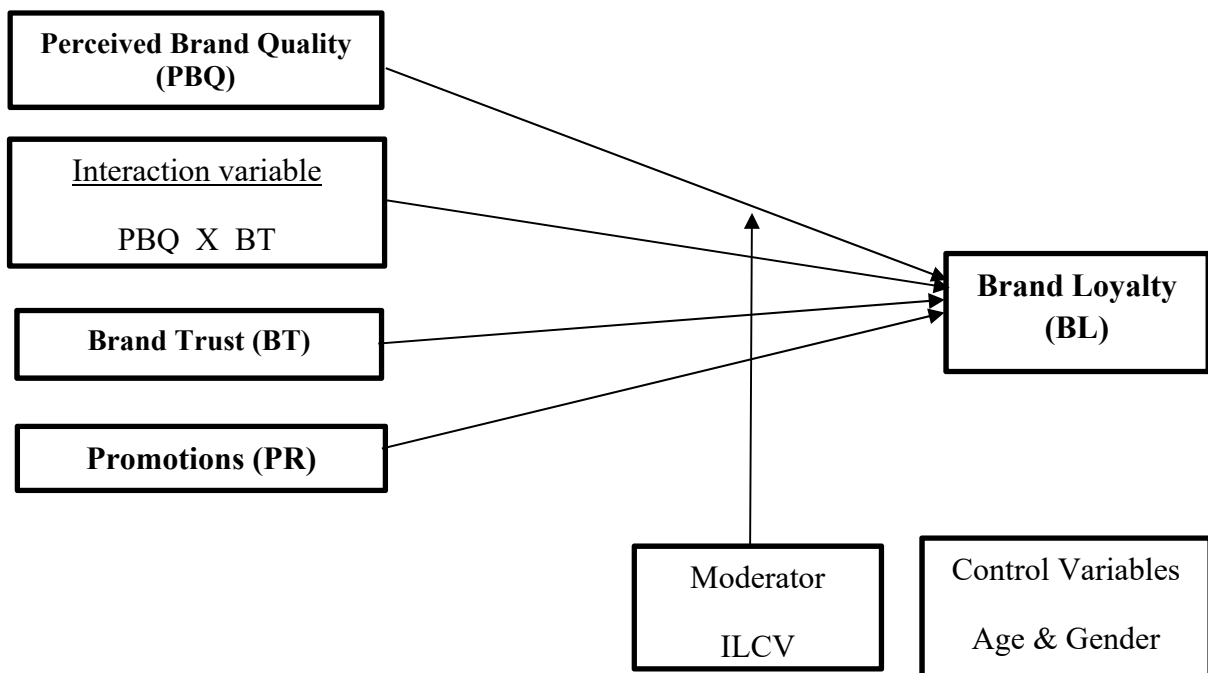 Perceived Brand Quality
(PBQ)
Interaction variable
PBQ X BT
Brand Trust (BT)
Promotions (PR)
Brand Loyalty
(BL)
Moderator
ILCV
Control Variables
Age & Gender